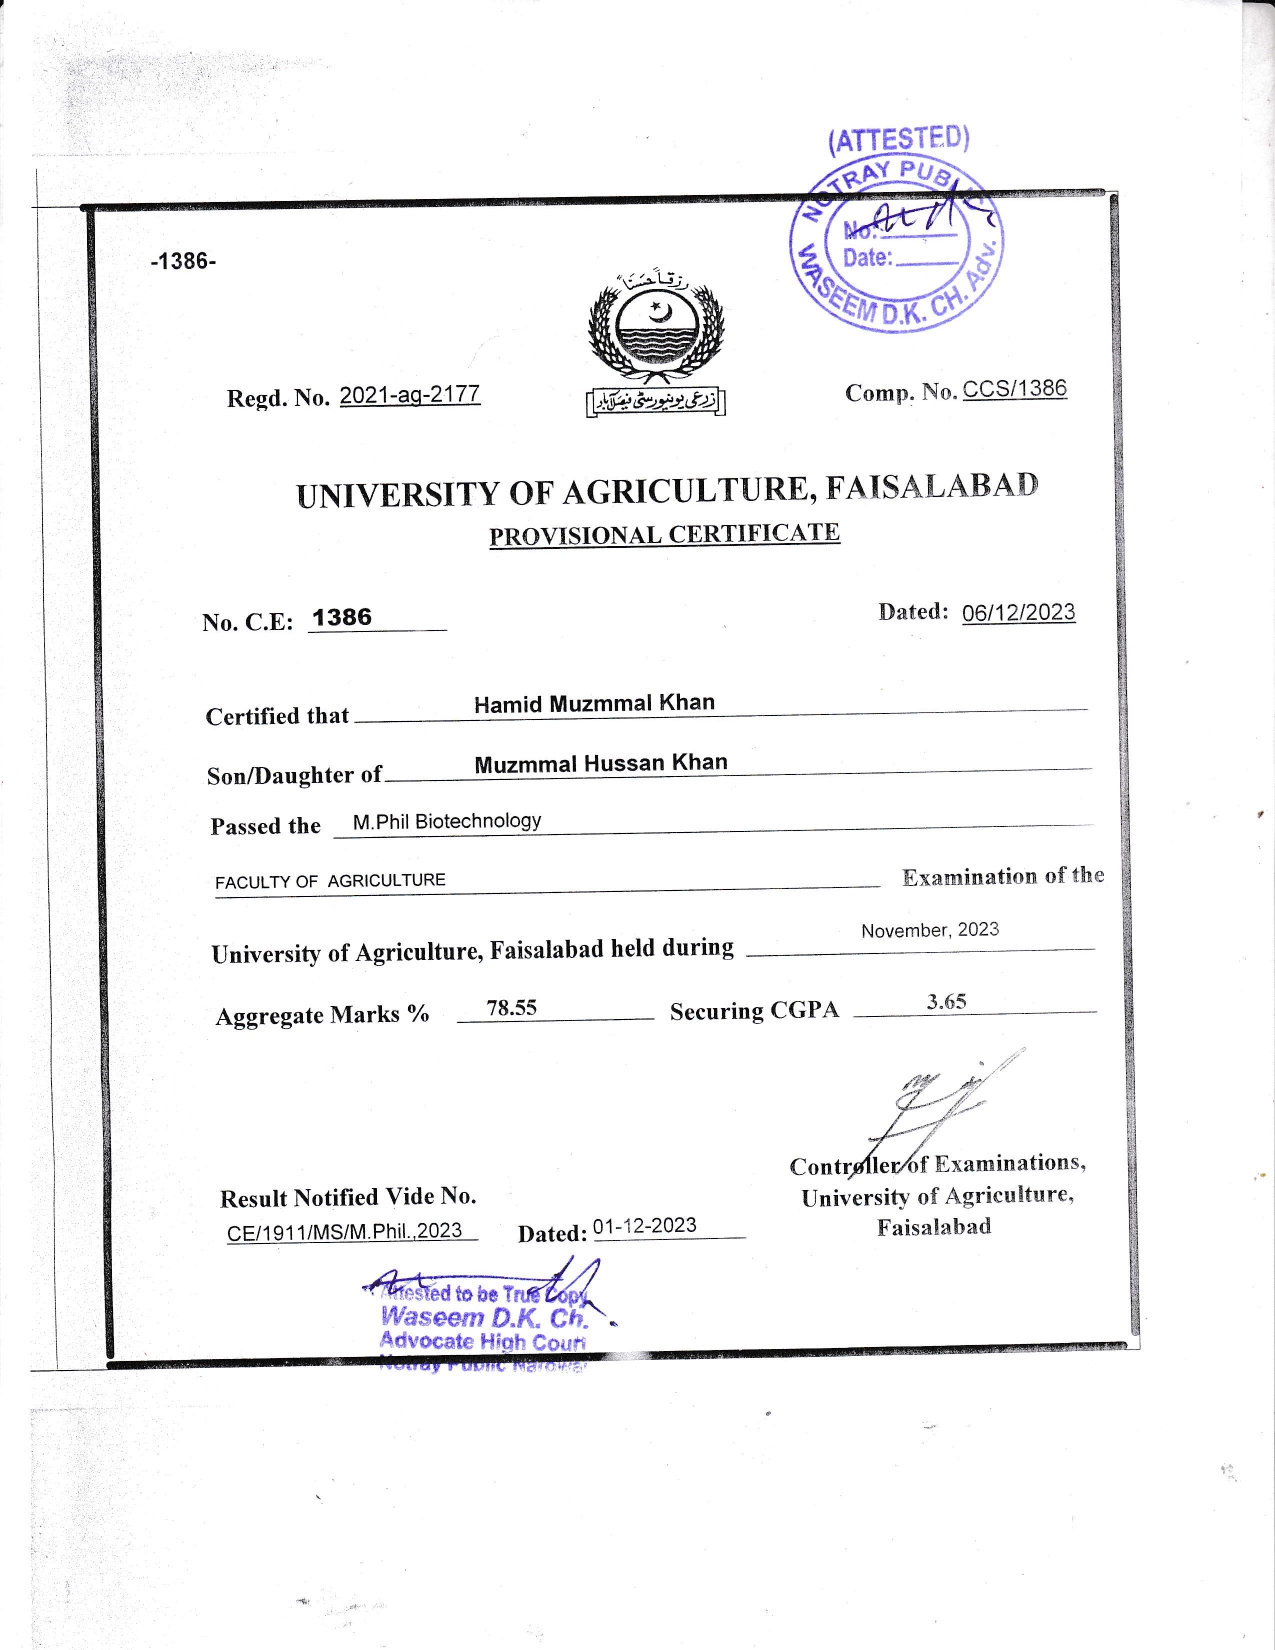 (ATTESTED)
NOTRAY PUBLIC
No.
Date:
WASEEM D.K. CH. Adv.
-1386-
رزقاً حسناً
زرعی یونیورسٹی فیصل آباد
Regd. No. 2021-ag-2177
Comp. No. CCS/1386
UNIVERSITY OF AGRICULTURE, FAISALABAD
PROVISIONAL CERTIFICATE
No. C.E: 1386
Dated: 06/12/2023
Certified that Hamid Muzmmal Khan
Son/Daughter of Muzmmal Hussan Khan
Passed the M.Phil Biotechnology
FACULTY OF AGRICULTURE Examination of the
University of Agriculture, Faisalabad held during November, 2023
Aggregate Marks % 78.55 Securing CGPA 3.65
Controller of Examinations,
University of Agriculture,
Faisalabad
Result Notified Vide No.
CE/1911/MS/M.Phil.,2023 Dated: 01-12-2023
Attested to be True Copy
Waseem D.K. Ch.
Advocate High Court
Notray Public